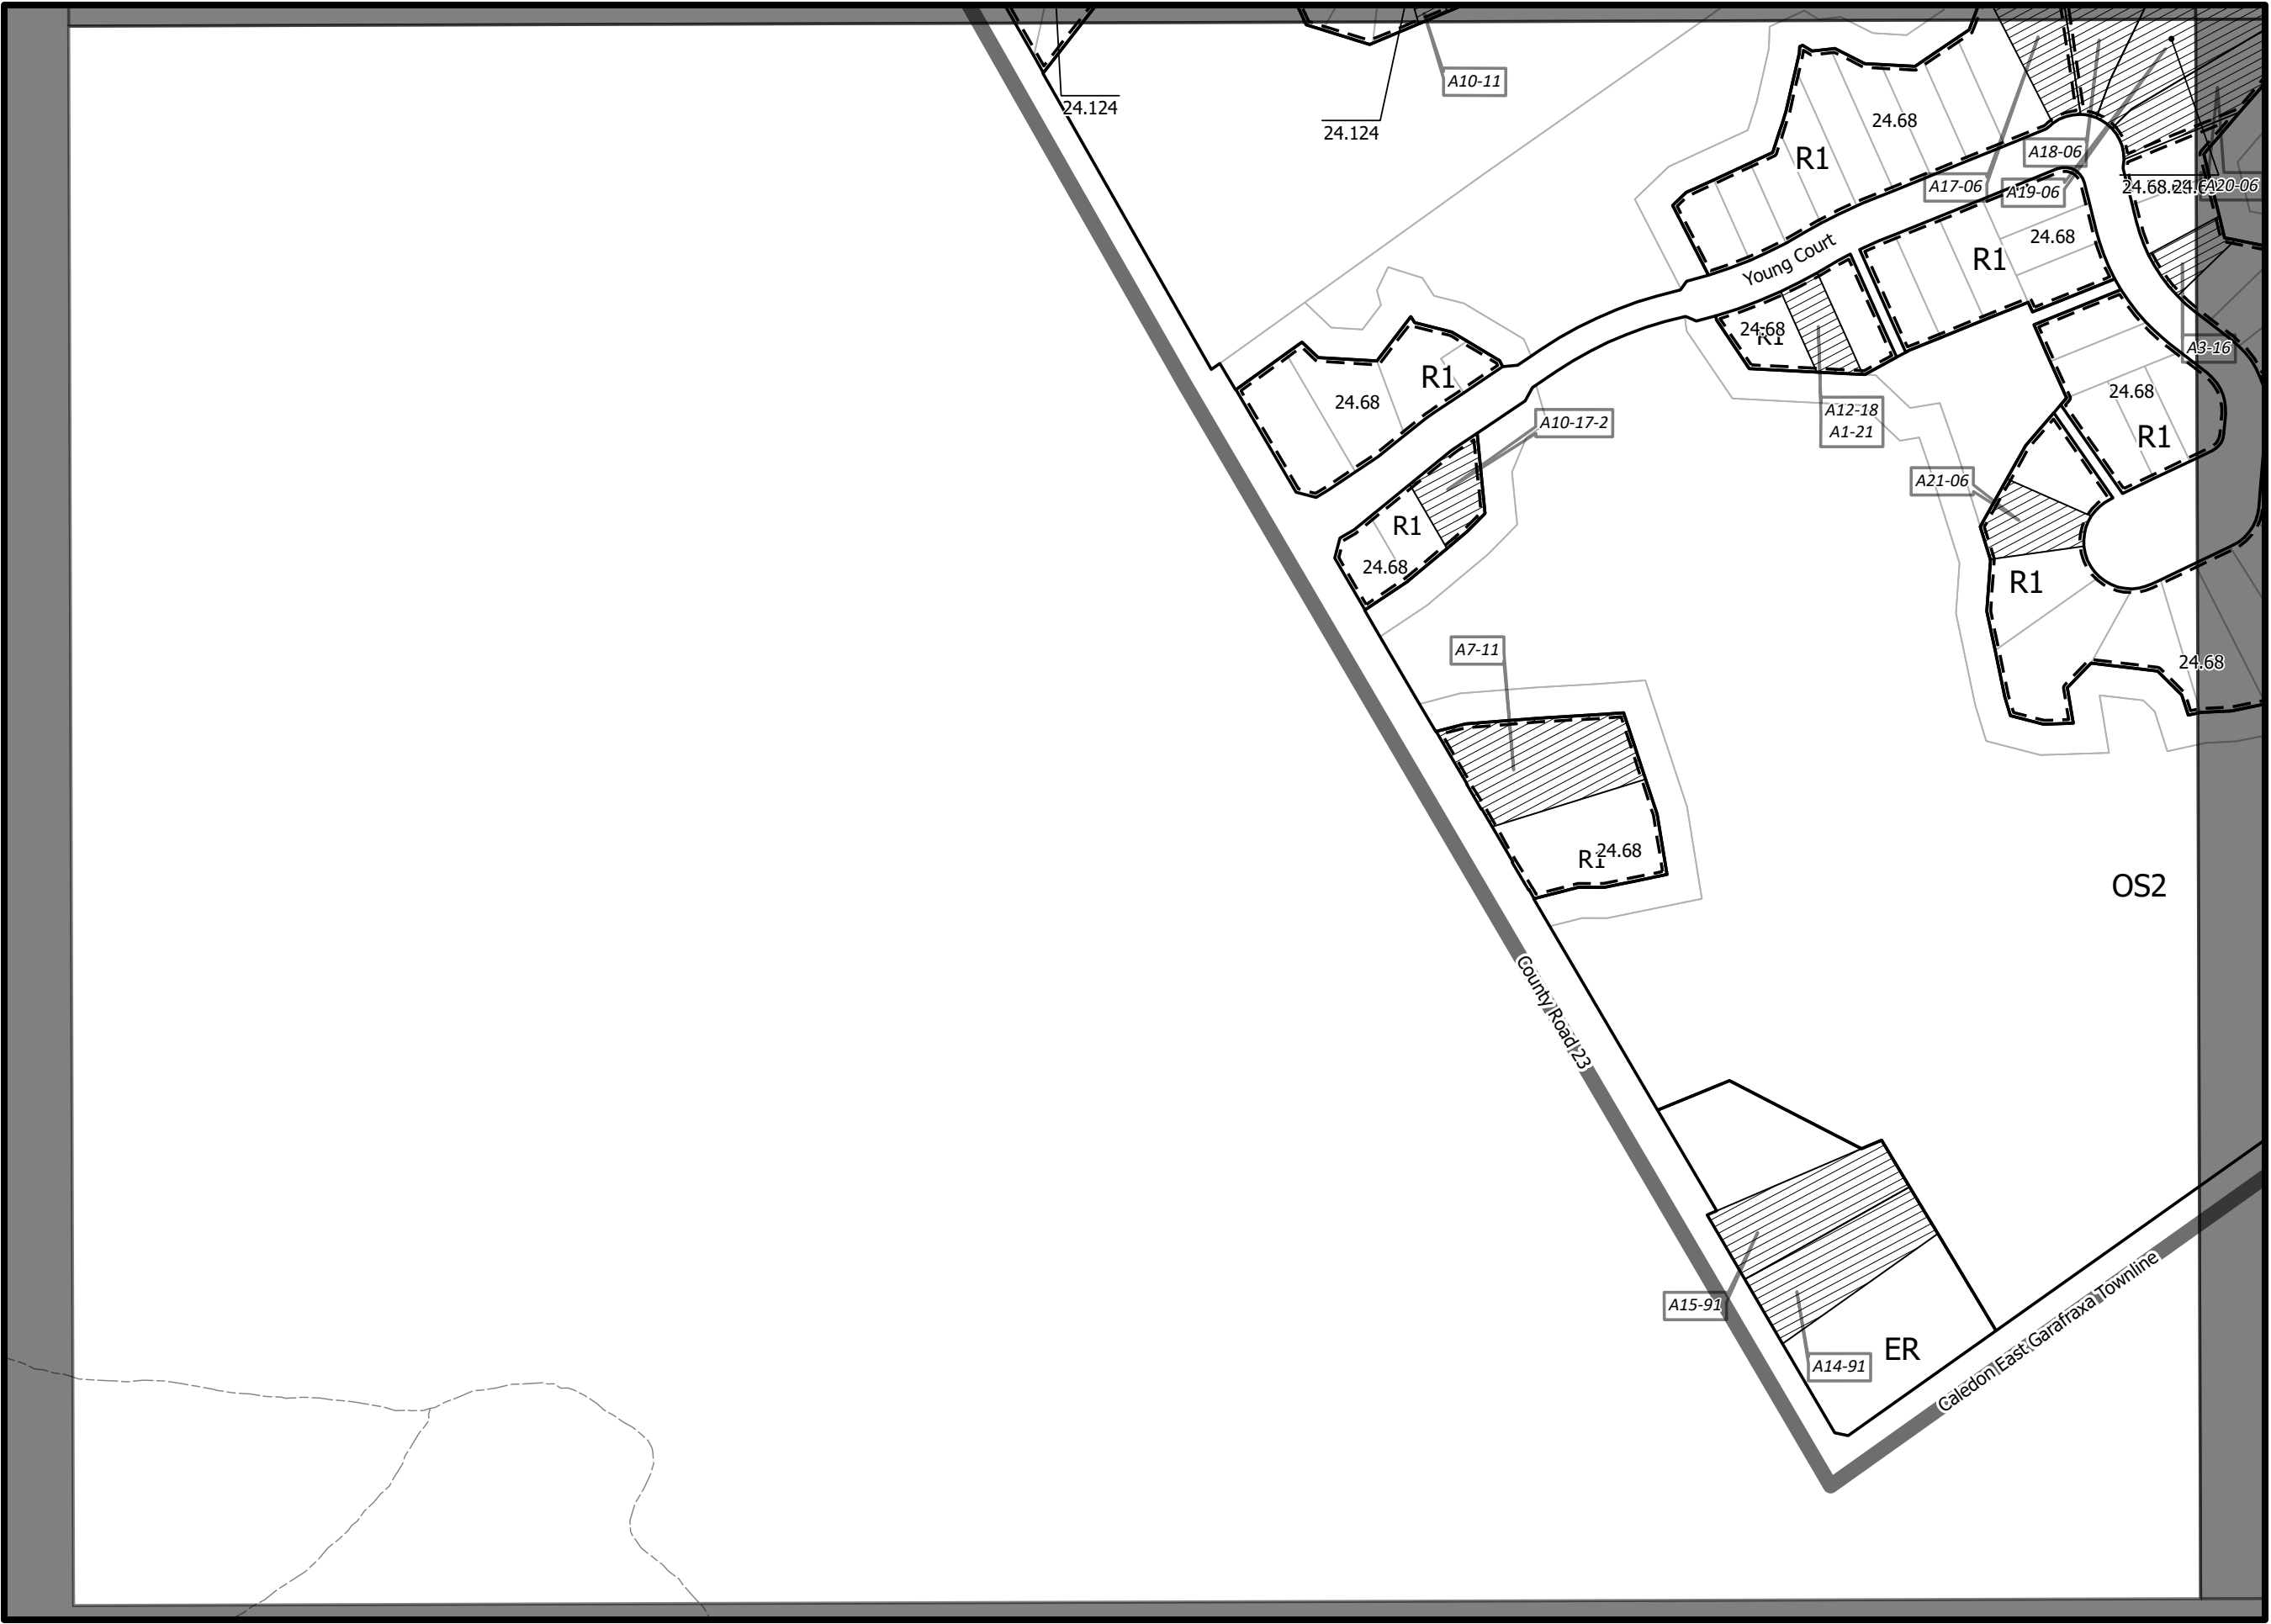 A10-11
24.124
24.124
24.68
R1
A18-06
A17-06
A19-06
24.68
A20-06
24.68
R1
Young Court
24.68
R1
A3-16
R1
24.68
24.68
A12-18
A1-21
A10-17-2
R1
A21-06
R1
24.68
R1
A7-11
24.68
R1
24.68
OS2
County Road 23
A15-91
ER
A14-91
Caledon East Garafraxa Townline